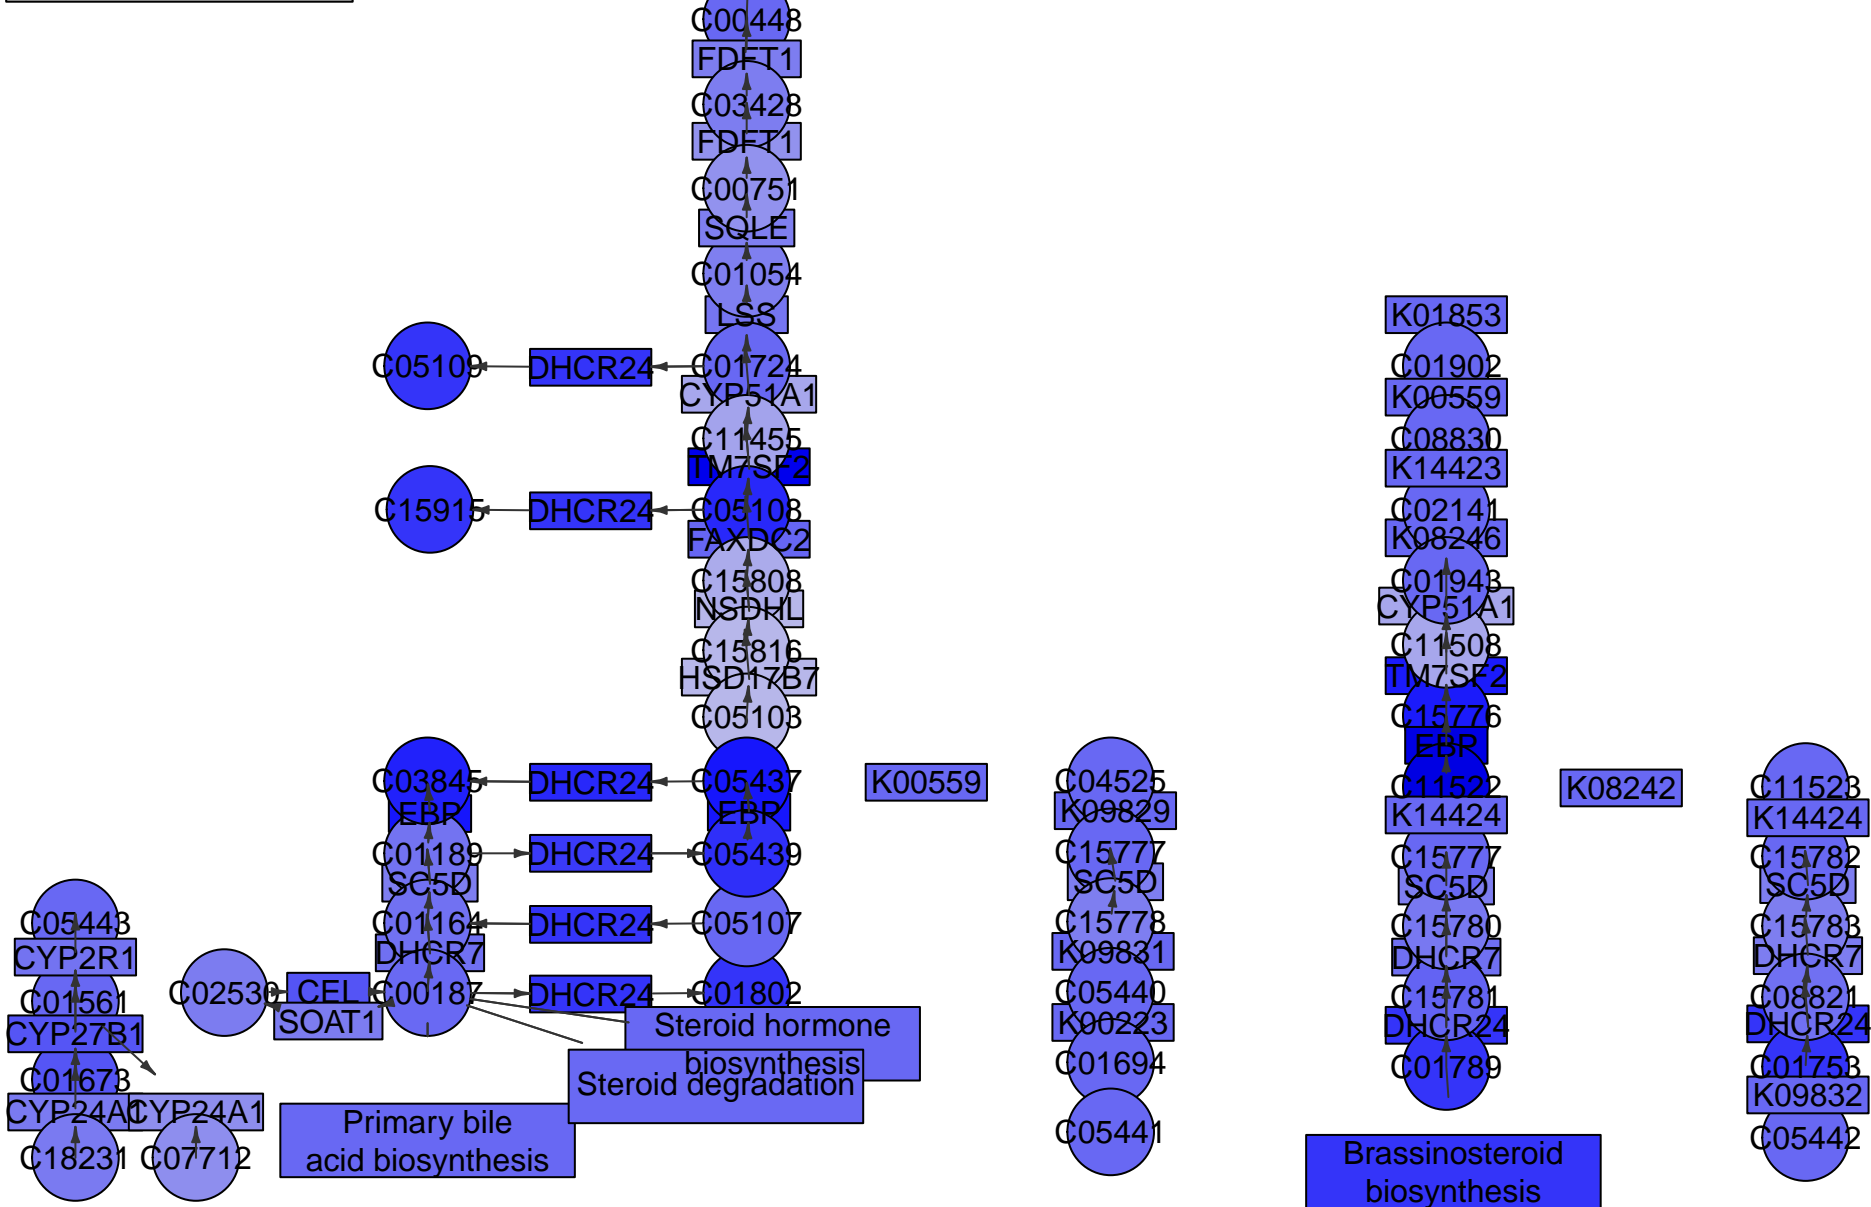 C00448
FDFT1
C03428
FDFT1
C00751
SQLE
C01054
LSS
C05109
DHCR24
C01724
CYP51A1
C11455
TM7SF2
C15915
DHCR24
C05108
FAXDC2
C15808
NSDHL
C15816
HSD17B7
C05103
C03845
DHCR24
C05437
EBP
EBP
C01189
DHCR24
C05439
SC5D
C01164
DHCR24
C05107
DHCR7
C02530
CEL
SOAT1
C00187
DHCR24
C01802
Steroid hormone
biosynthesis
Steroid degradation
Primary bile
acid biosynthesis
C05443
CYP2R1
C01561
CYP27B1
C01673
CYP24A1
CYP24A1
C18231
C07712
K00559
C04525
K09829
C15777
SC5D
C15778
K09831
C05440
K00223
C01694
C05441
K01853
C01902
K00559
C08830
K14423
C02141
K08246
C01943
CYP51A1
C11508
TM7SF2
C15776
EBP
C11522
K14424
C15777
SC5D
C15780
DHCR7
C15781
DHCR24
C01789
Brassinosteroid
biosynthesis
K08242
C11523
K14424
C15782
SC5D
C15783
DHCR7
C08821
DHCR24
C01753
K09832
C05442